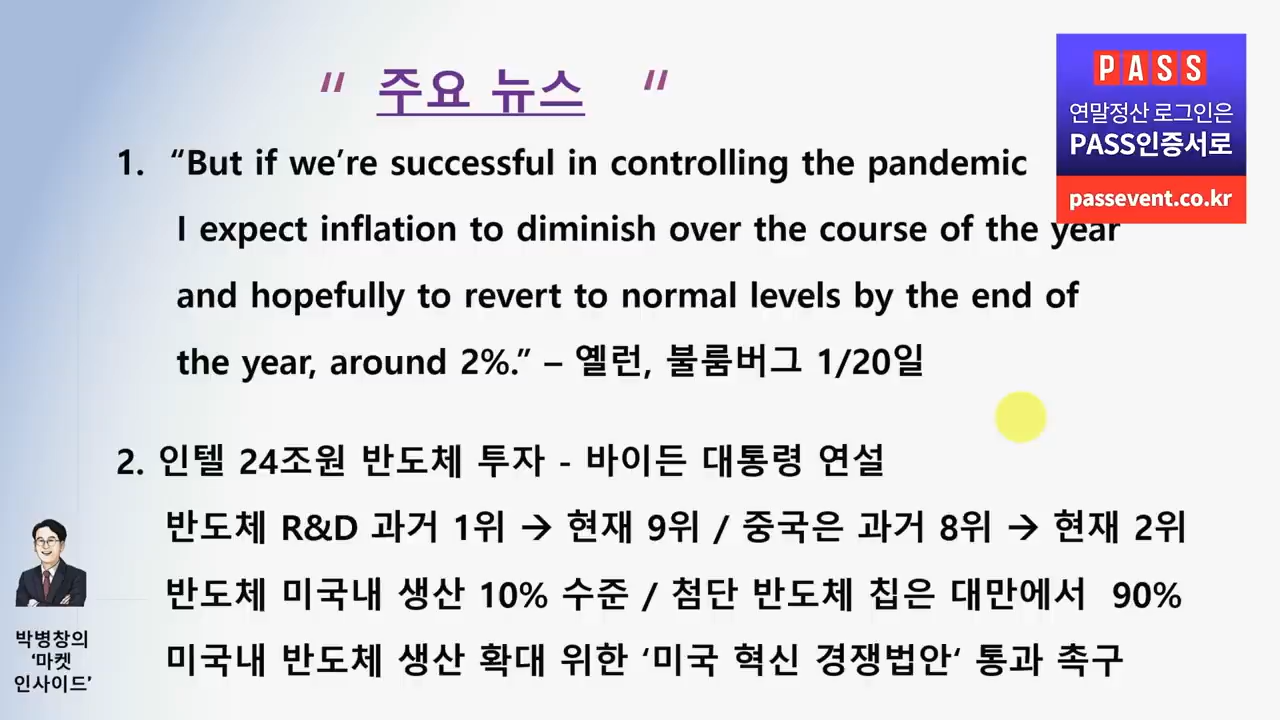 " 주요 뉴스 "
PASS
연말정산 로그인은
PASS인증서로
passevent.co.kr
1. “But if we’re successful in controlling the pandemic
I expect inflation to diminish over the course of the year
and hopefully to revert to normal levels by the end of
the year, around 2%.” – 옐런, 불룸버그 1/20일
2. 인텔 24조원 반도체 투자 - 바이든 대통령 연설
반도체 R&D 과거 1위 → 현재 9위 / 중국은 과거 8위 → 현재 2위
반도체 미국내 생산 10% 수준 / 첨단 반도체 칩은 대만에서 90%
미국내 반도체 생산 확대 위한 ‘미국 혁신 경쟁법안‘ 통과 촉구
박병창의
‘마켓
인사이드’